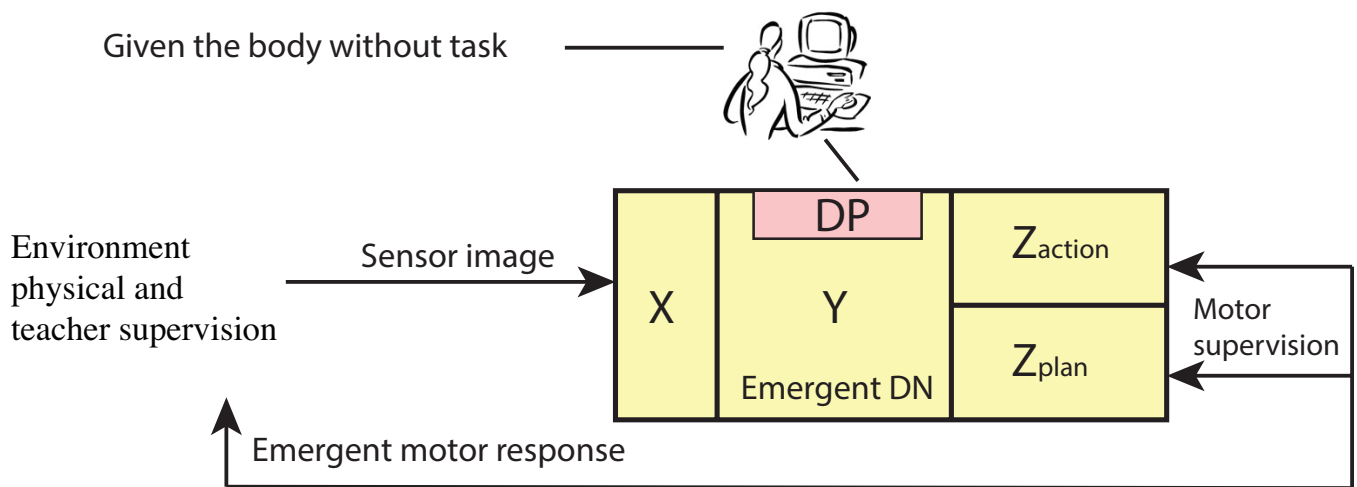 Given the body without task
DP
Zaction
Environment
physical and
teacher supervision
Sensor image
X
Y
Motor
supervision
Zplan
Emergent DN
Emergent motor response